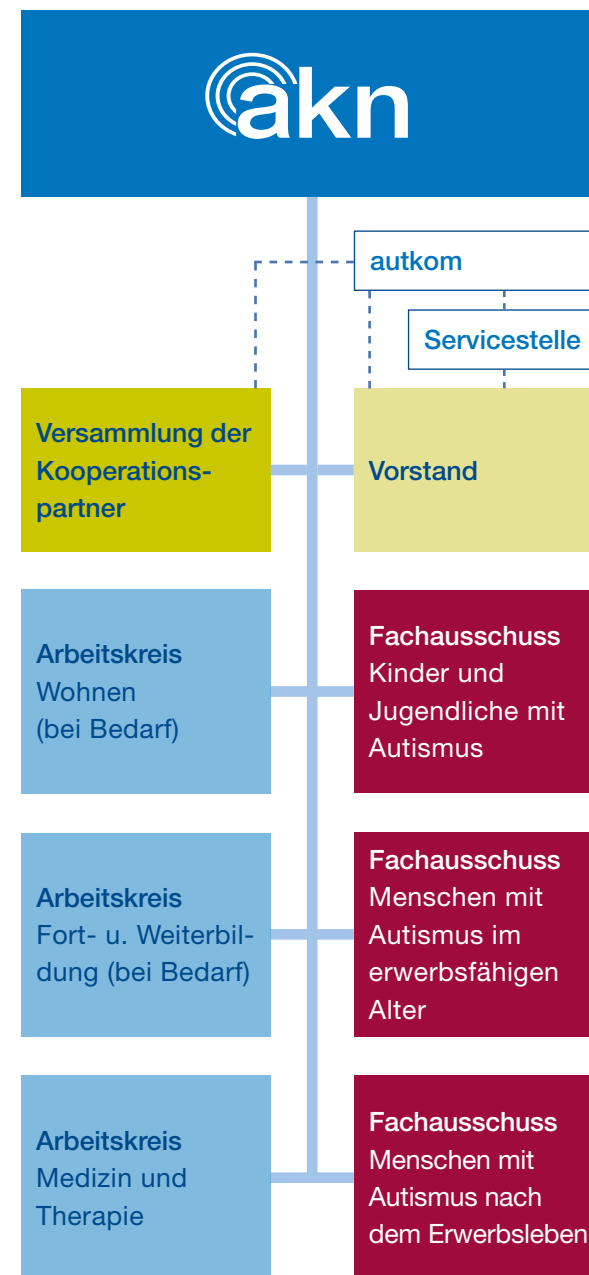 akn
autkom
Servicestelle
Versammlung der
Kooperations-
partner
Vorstand
Arbeitskreis
Wohnen
(bei Bedarf)
Fachausschuss
Kinder und
Jugendliche mit
Autismus
Arbeitskreis
Fort- u. Weiterbil-
dung (bei Bedarf)
Fachausschuss
Menschen mit
Autismus im
erwerbsfähigen
Alter
Arbeitskreis
Medizin und
Therapie
Fachausschuss
Menschen mit
Autismus nach
dem Erwerbsleben